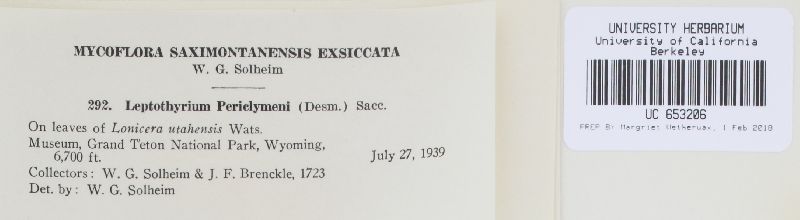 MYCOFLORA SAXIMONTANENSIS EXSICCATA
W. G. Solheim
292. Leptothyrium Periclymeni (Desm.) Sacc.
On leaves of Lonicera utahensis Wats.
Museum, Grand Teton National Park, Wyoming,
6,700 ft.
July 27, 1939
Collectors: W. G. Solheim & J. F. Brenckle, 1723
Det. by: W. G. Solheim
UNIVERSITY HERBARIUM
University of California
Berkeley
UC 653206
PREP BY Margriet Wetherwax, 1 Feb 2018